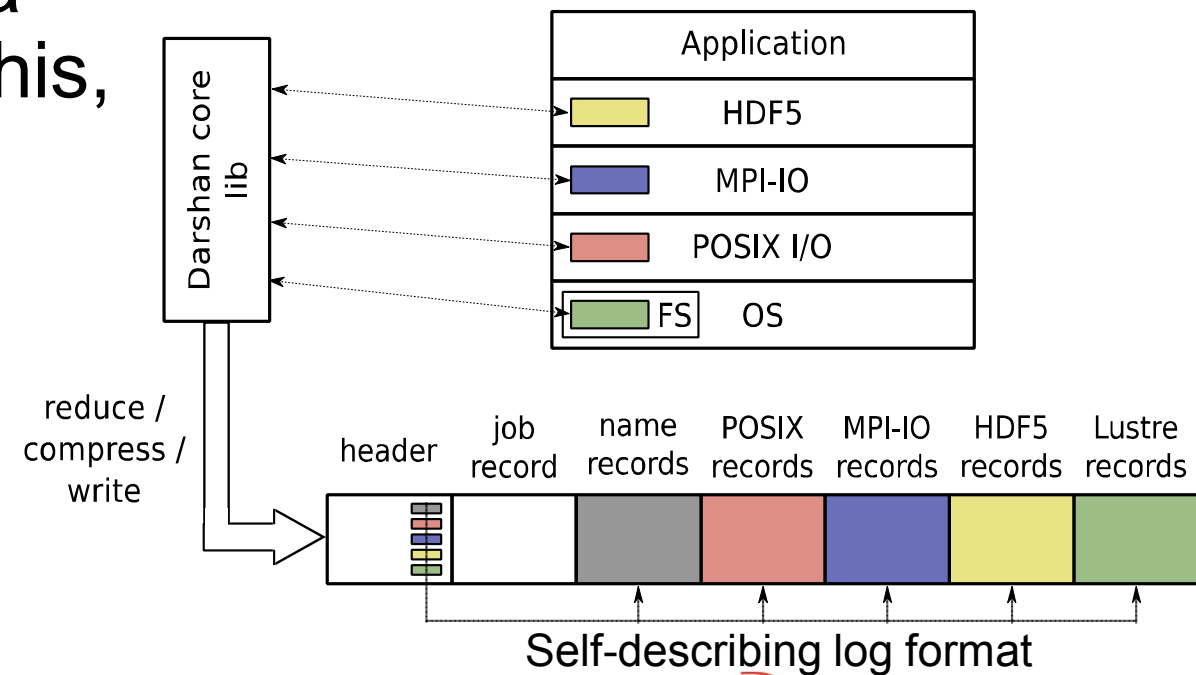 his,
Darshan core
lib
Application
HDF5
MPI-IO
POSIX I/O
FS OS
reduce /
compress /
write
header
job
record
name
records
POSIX
records
MPI-IO
records
HDF5
records
Lustre
records
Self-describing log format